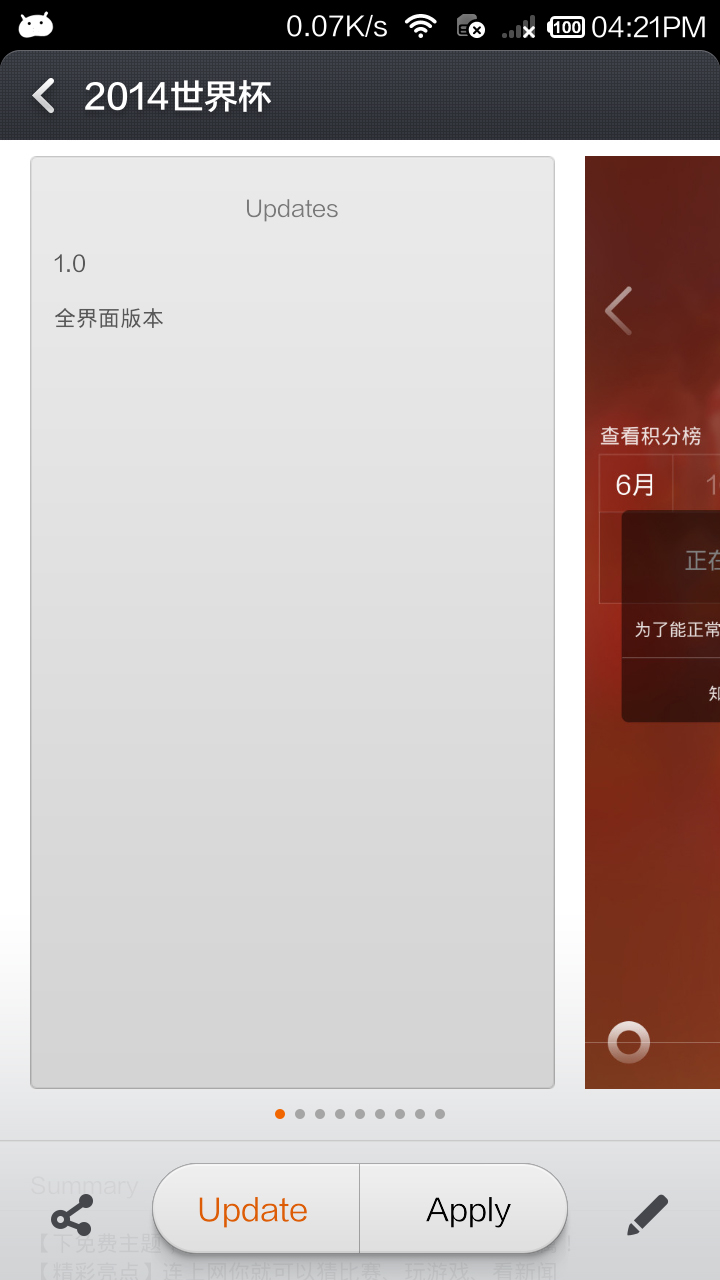 0.07K/s 100 04:21PM
2014世界杯
Updates
1.0
全界面版本
查看积分榜
6月
正在
为了能正常
知
Summary
Update
Apply
【下免费主题
【精彩亮点】连上网你就可以猜比赛、玩游戏、看新闻